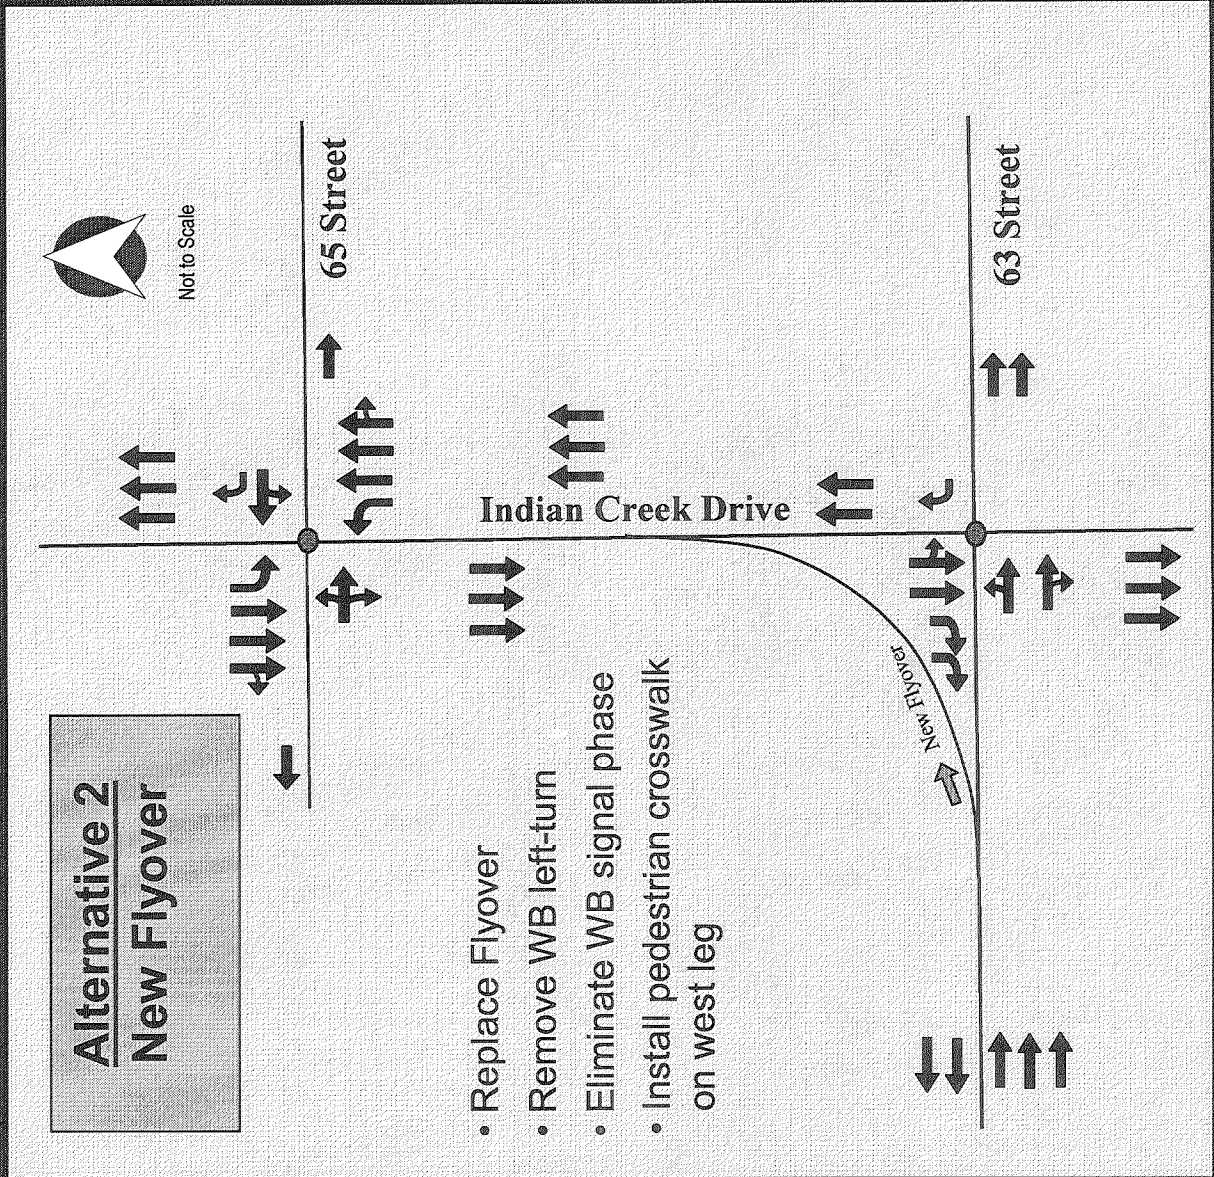 Alternative 2
New Flyover
• Replace Flyover
• Remove WB left-turn
• Eliminate WB signal phase
• Install pedestrian crosswalk
on west leg
Not to Scale
65 Street
Indian Creek Drive
New Flyover
63 Street